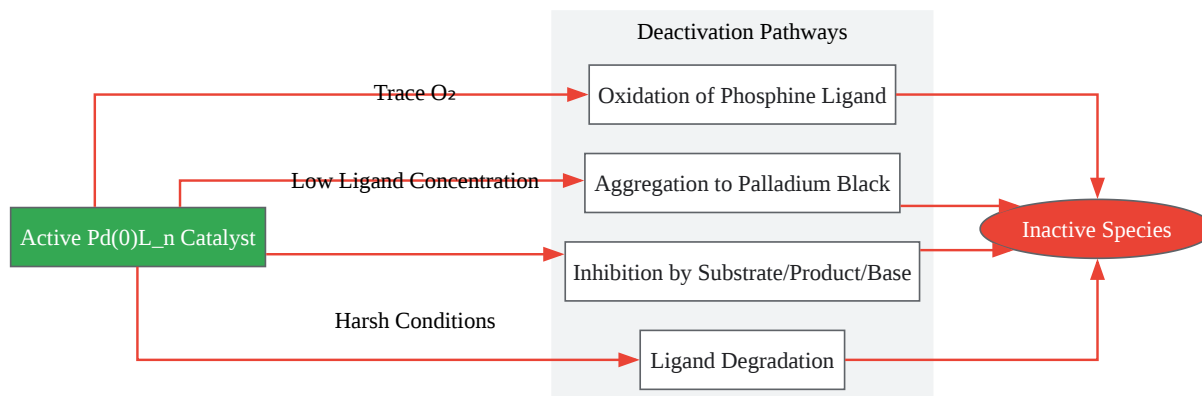 Deactivation Pathways
Trace O₂
Oxidation of Phosphine Ligand
Low Ligand Concentration
Aggregation to Palladium Black
Active Pd(0)L_n Catalyst
Inactive Species
Inhibition by Substrate/Product/Base
Harsh Conditions
Ligand Degradation